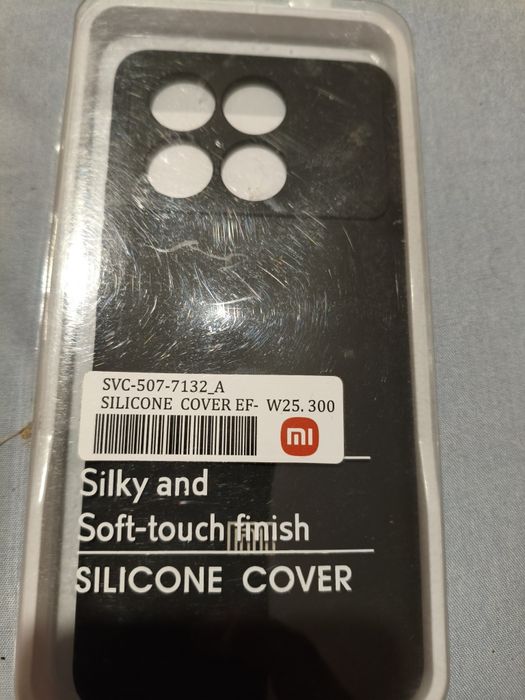 SVC-507-7132_A
SILICONE COVER EF- W25. 300
mi
Silky and
Soft-touch finish
SILICONE COVER